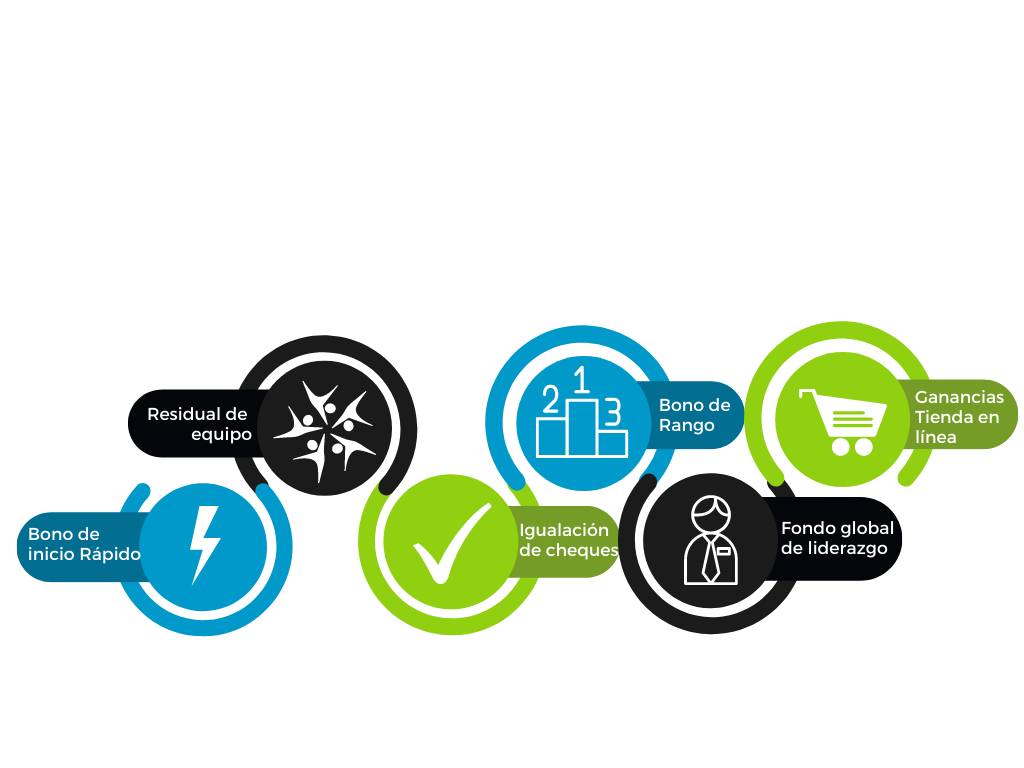 Bono de
inicio Rápido
Residual de
equipo
Igualación
de cheques
2
1
3
Bono de
Rango
Fondo global
de liderazgo
Ganancias
Tienda en
línea